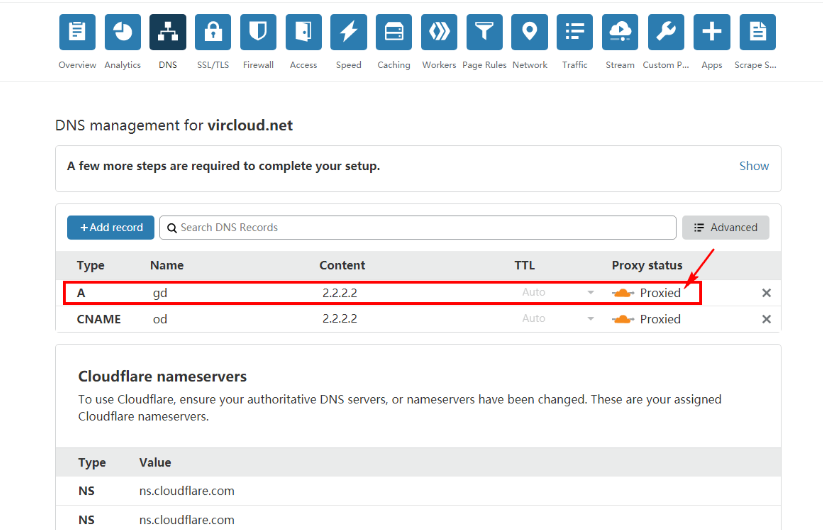 Overview Analytics DNS SSL/TLS Firewall Access Speed Caching Workers Page Rules Network Traffic Stream Custom P... Apps Scrape S...
DNS management for vircloud.net
A few more steps are required to complete your setup. Show
+Add record Search DNS Records Advanced
Type Name Content TTL Proxy status
A gd 2.2.2.2 Auto Proxied
CNAME od 2.2.2.2 Auto Proxied
Cloudflare nameservers
To use Cloudflare, ensure your authoritative DNS servers, or nameservers have been changed. These are your assigned
Cloudflare nameservers.
Type Value
NS ns.cloudflare.com
NS ns.cloudflare.com